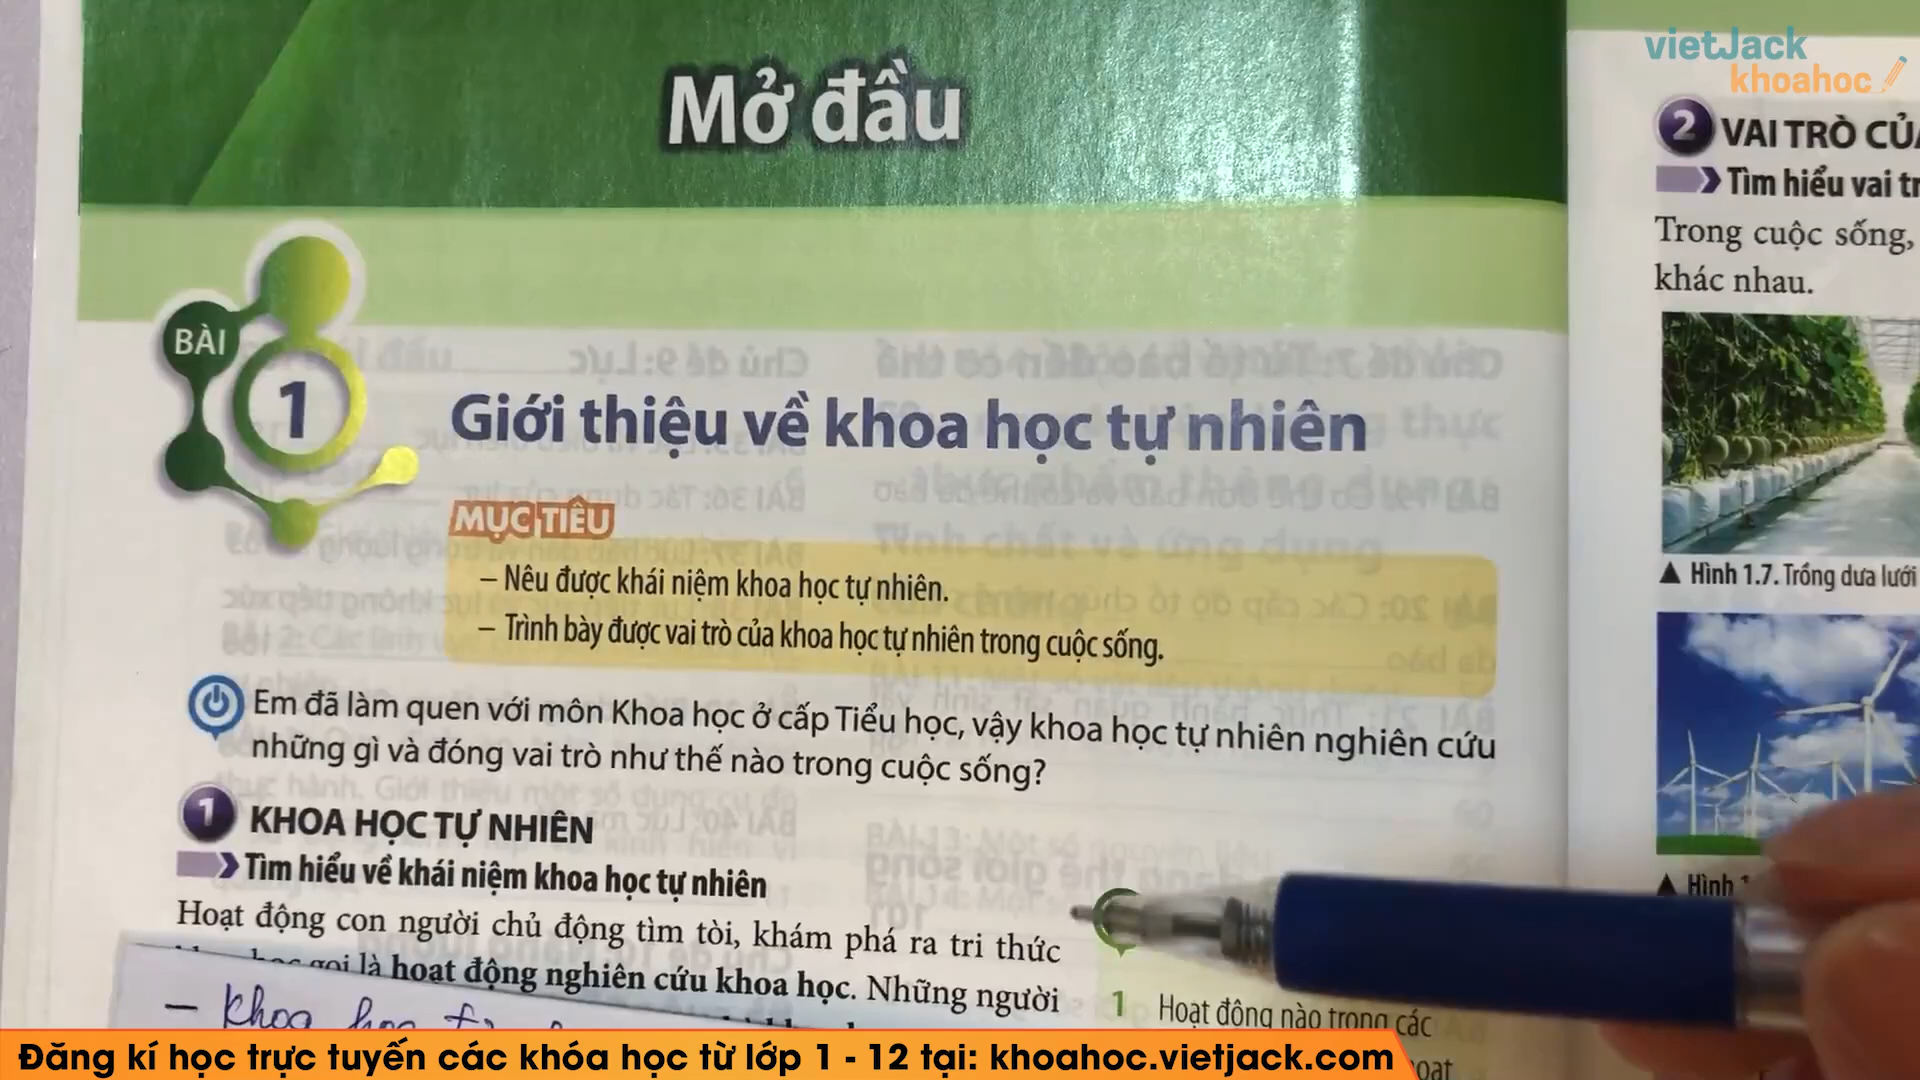 vietJack
khoahoc
Mở đầu
BÀI
1
Giới thiệu về khoa học tự nhiên
MỤC TIÊU
– Nêu được khái niệm khoa học tự nhiên.
– Trình bày được vai trò của khoa học tự nhiên trong cuộc sống.
Em đã làm quen với môn Khoa học ở cấp Tiểu học, vậy khoa học tự nhiên nghiên cứu
những gì và đóng vai trò như thế nào trong cuộc sống?
1 KHOA HỌC TỰ NHIÊN
Tìm hiểu về khái niệm khoa học tự nhiên
Hoạt động con người chủ động tìm tòi, khám phá ra tri thức
gọi là hoạt động nghiên cứu khoa học. Những người
– khoa học
1 Hoạt động nào trong các
2 VAI TRÒ
Tìm hiểu vai
Trong cuộc sống,
khác nhau.
▲ Hình 1.7. Trồng dưa lưới
▲ Hình
Đăng kí học trực tuyến các khóa học từ lớp 1 - 12 tại: khoahoc.vietjack.com